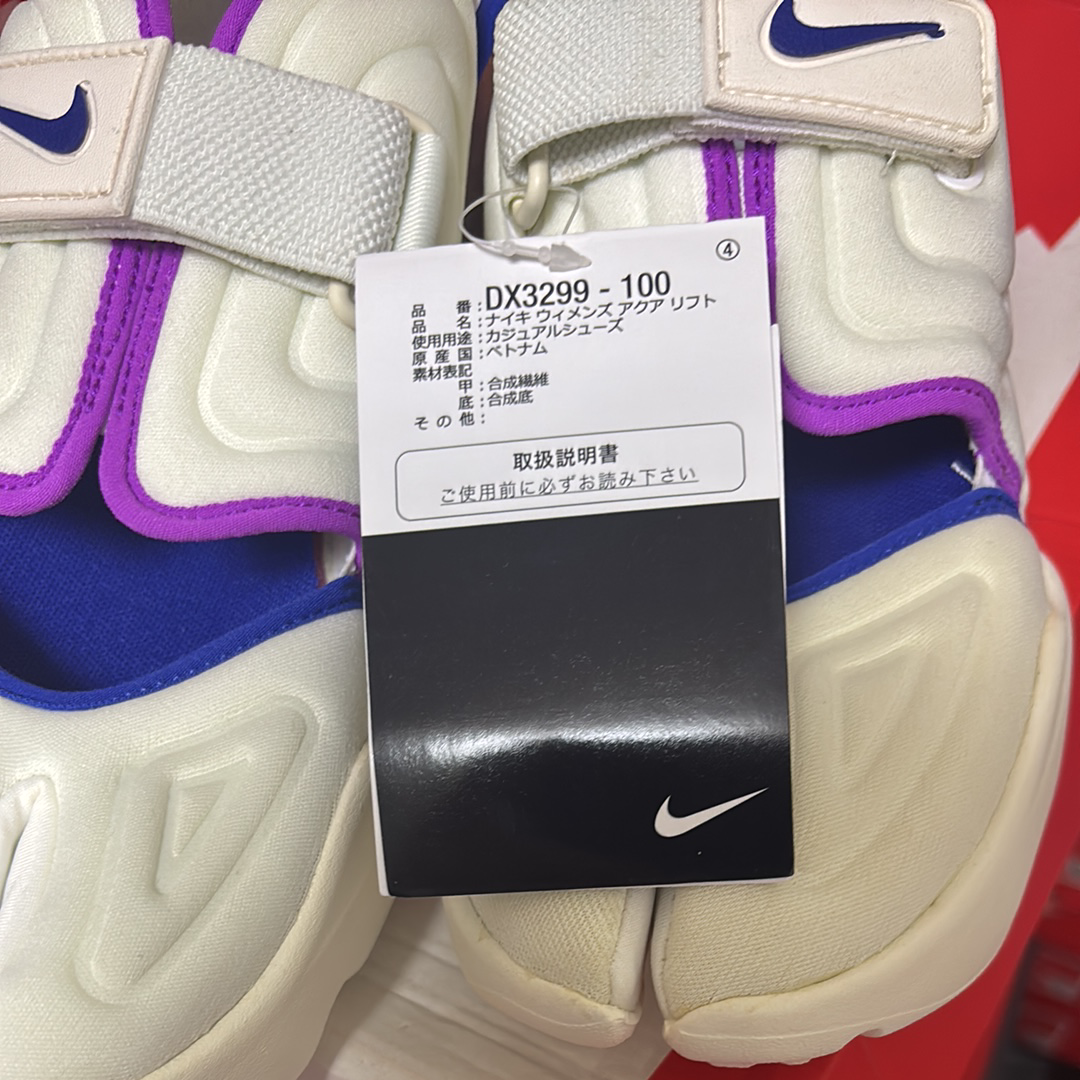 ④
品番：DX3299 - 100
品名：ナイキ ウィメンズ アクア リフト
使用用途：カジュアルシューズ
原産国：ベトナム
素材表記
甲：合成繊維
底：合成底
その他：
取扱説明書
ご使用前に必ずお読み下さい